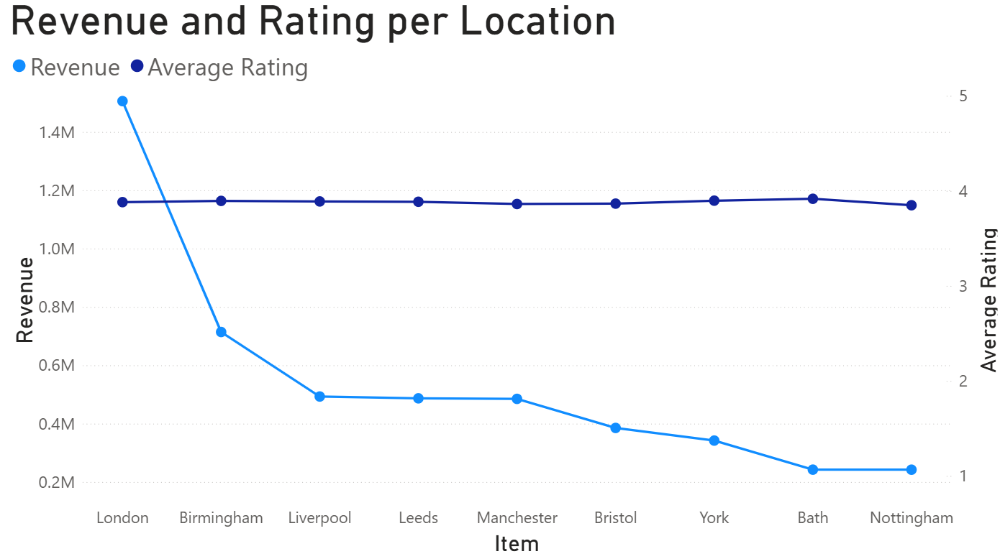 Revenue and Rating per Location
Revenue Average Rating
5
1.4M
1.2M
4
1.0M
Revenue
Average Rating
3
0.8M
0.6M
2
0.4M
0.2M
1
London Birmingham Liverpool Leeds Manchester Bristol York Bath Nottingham
Item